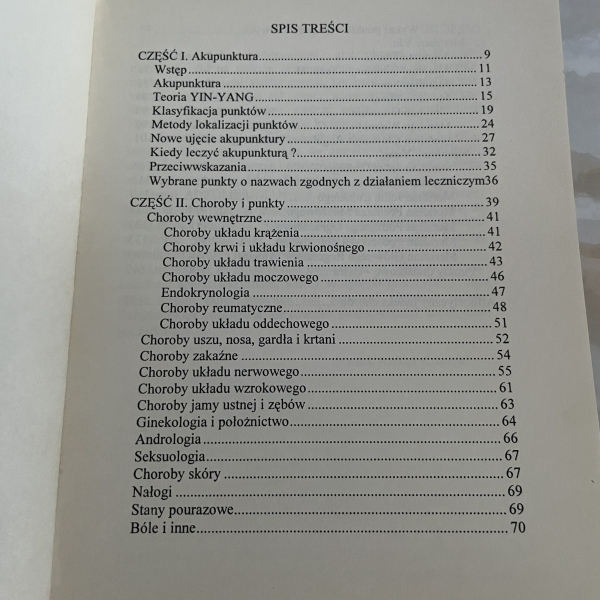 SPIS TREŚCI
CZĘŚĆ I. Akupunktura 9
Wstęp 11
Akupunktura 13
Teoria YIN-YANG 15
Klasyfikacja punktów 19
Metody lokalizacji punktów 24
Nowe ujęcie akupunktury 27
Kiedy leczyć akupunkturą ? 32
Przeciwwskazania 35
Wybrane punkty o nazwach zgodnych z działaniem leczniczym 36
CZĘŚĆ II. Choroby i punkty 39
Choroby wewnętrzne 41
Choroby układu krążenia 41
Choroby krwi i układu krwionośnego 42
Choroby układu trawienia 43
Choroby układu moczowego 46
Endokrynologia 47
Choroby reumatyczne 48
Choroby układu oddechowego 51
Choroby uszu, nosa, gardła i krtani 52
Choroby zakaźne 54
Choroby układu nerwowego 55
Choroby układu wzrokowego 61
Choroby jamy ustnej i zębów 63
Ginekologia i położnictwo 64
Andrologia 66
Seksuologia 67
Choroby skóry 67
Nałogi 69
Stany pourazowe 69
Bóle i inne 70